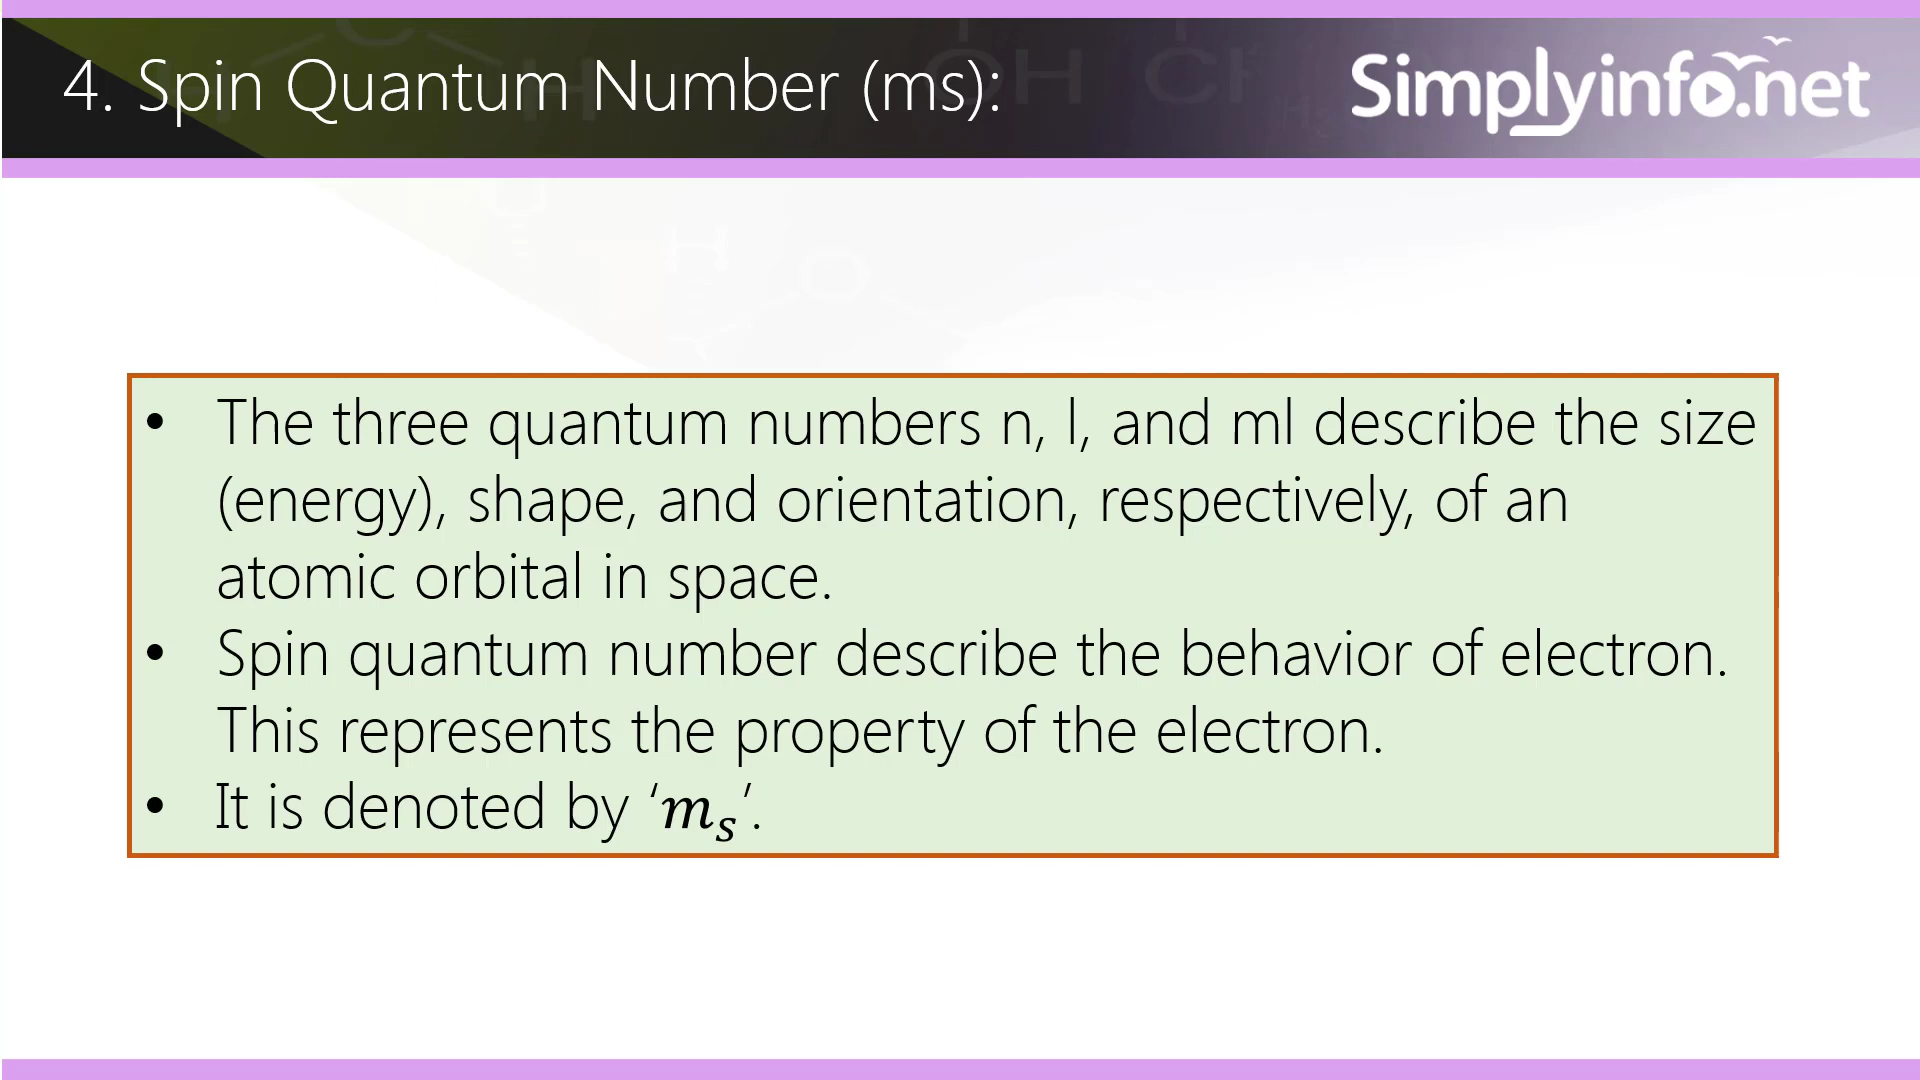 4. Spin Quantum Number (ms):
Simplyinfo.net
• The three quantum numbers n, l, and ml describe the size
(energy), shape, and orientation, respectively, of an
atomic orbital in space.
• Spin quantum number describe the behavior of electron.
This represents the property of the electron.
• It is denoted by ‘𝒎𝒔’.